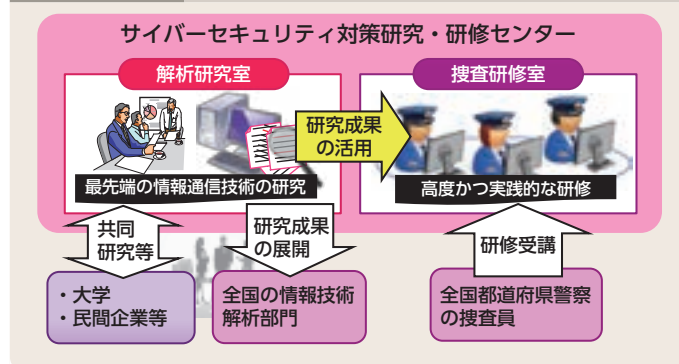 サイバーセキュリティ対策研究・研修センター
解析研究室
捜査研修室
研究成果
の活用
最先端の情報通信技術の研究
高度かつ実践的な研修
共同
研究等
研究成果
の展開
研修受講
・大学
・民間企業等
全国の情報技術
解析部門
全国都道府県警察
の捜査員